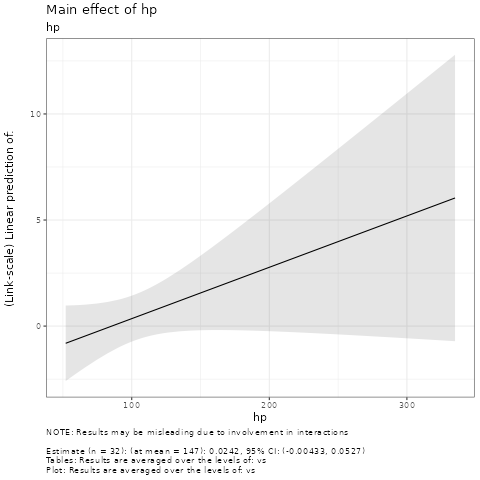 Main effect of hp
hp
(Link-scale) Linear prediction of:
10
5
0
100
200
300
hp
NOTE: Results may be misleading due to involvement in interactions
Estimate (n = 32): (at mean = 147): 0.0242, 95% CI: (-0.00433, 0.0527)
Tables: Results are averaged over the levels of: vs
Plot: Results are averaged over the levels of: vs